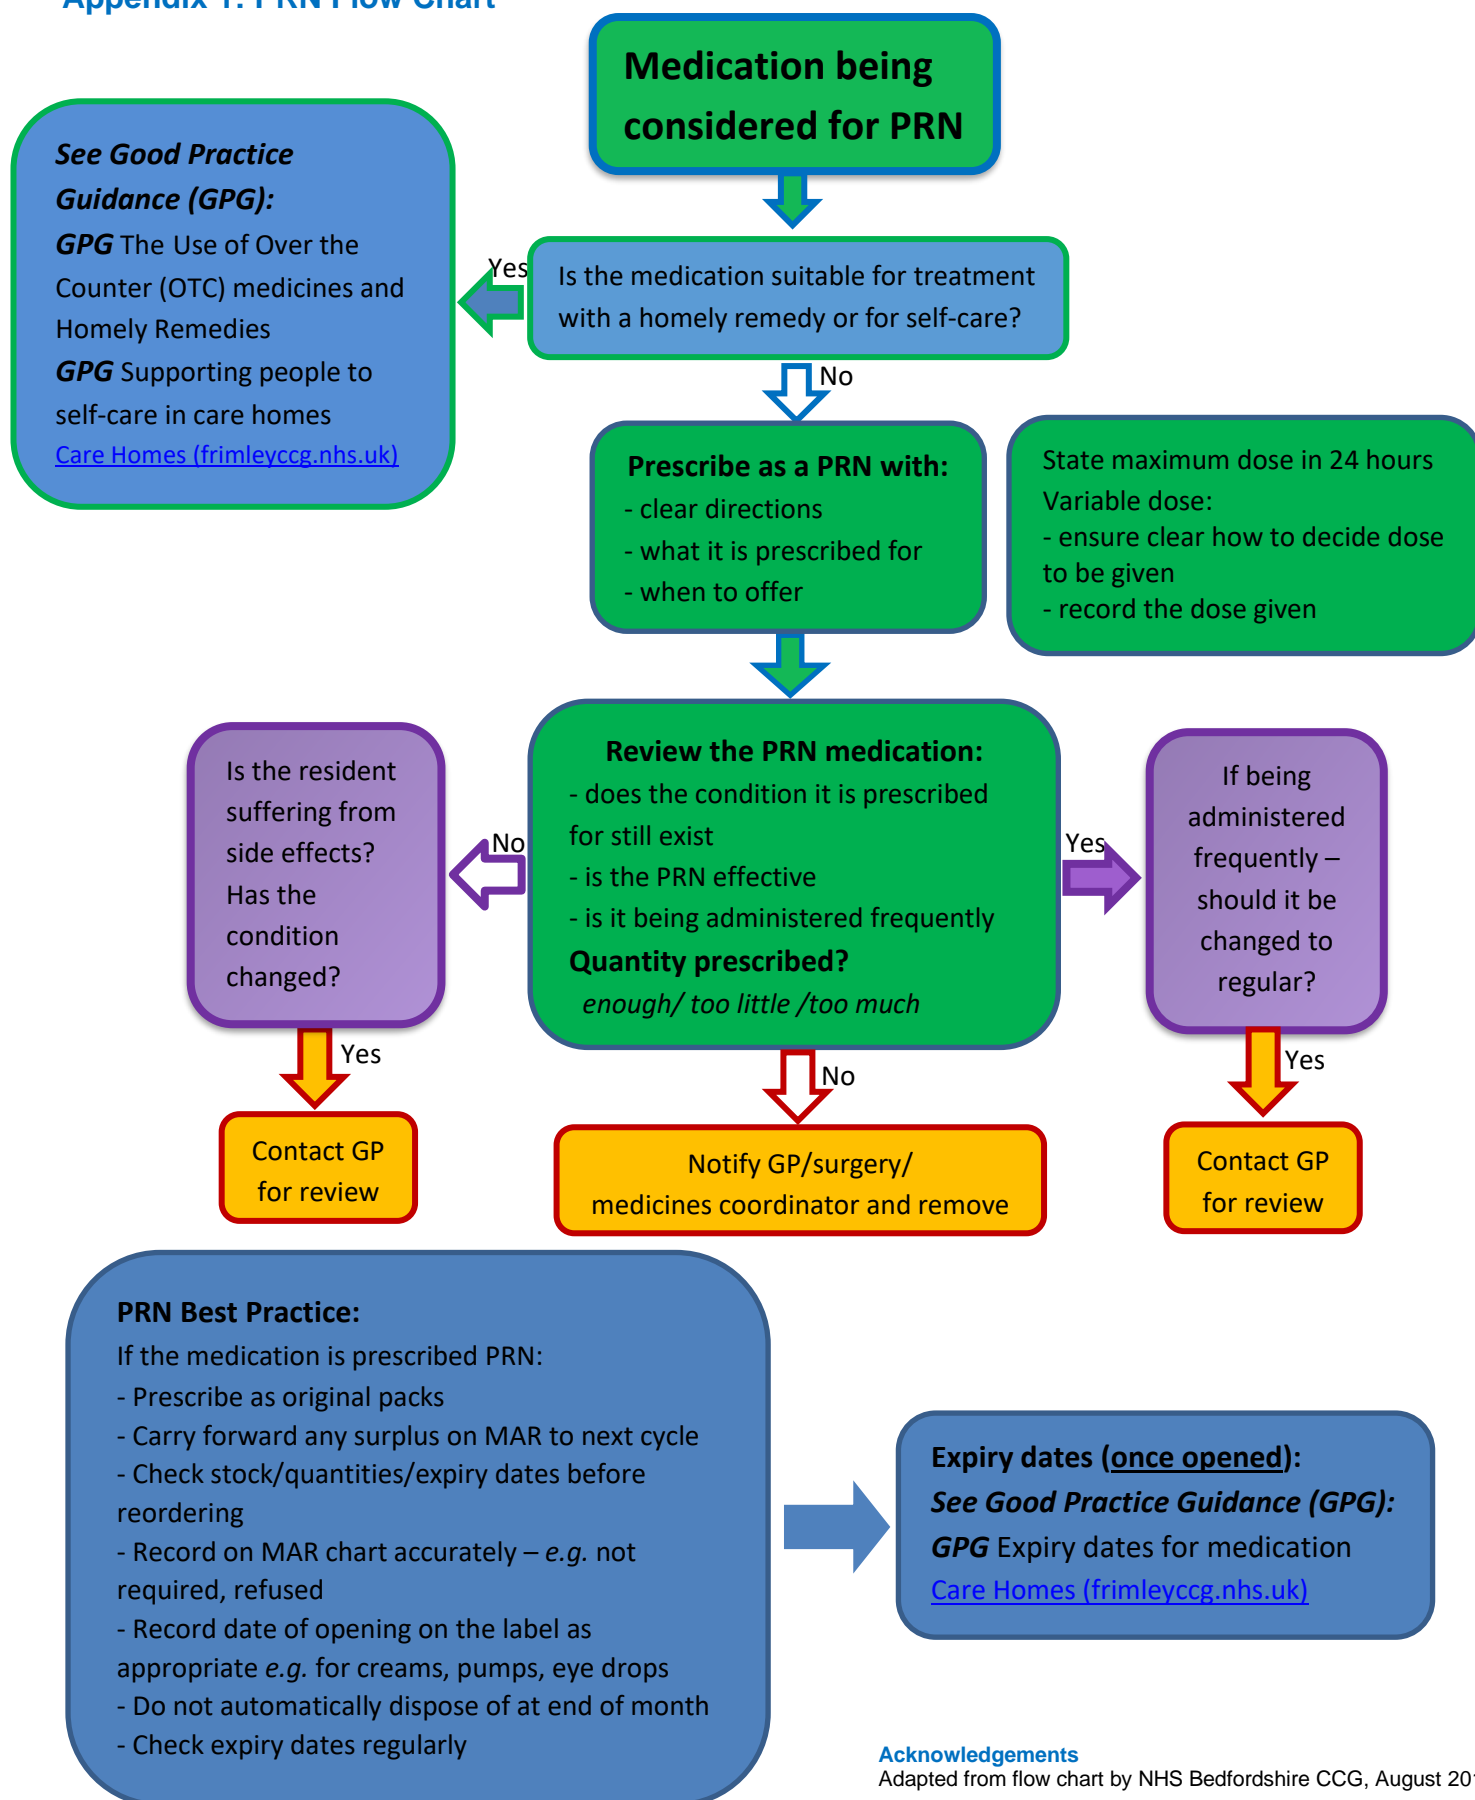 Appendix 1: PRN Flow Chart
Medication being
considered for PRN
See Good Practice
Guidance (GPG):
GPG The Use of Over the
Counter (OTC) medicines and
Homely Remedies
GPG Supporting people to
self-care in care homes
Care Homes (frimleyccg.nhs.uk)
Yes
Is the medication suitable for treatment
with a homely remedy or for self-care?
No
Prescribe as a PRN with:
- clear directions
- what it is prescribed for
- when to offer
State maximum dose in 24 hours
Variable dose:
- ensure clear how to decide dose
to be given
- record the dose given
Is the resident
suffering from
side effects?
Has the
condition
changed?
No
Review the PRN medication:
- does the condition it is prescribed
for still exist
- is the PRN effective
- is it being administered frequently
Quantity prescribed?
enough/ too little /too much
Yes
If being
administered
frequently –
should it be
changed to
regular?
Yes
No
Yes
Contact GP
for review
Notify GP/surgery/
medicines coordinator and remove
Contact GP
for review
PRN Best Practice:
If the medication is prescribed PRN:
- Prescribe as original packs
- Carry forward any surplus on MAR to next cycle
- Check stock/quantities/expiry dates before
reordering
- Record on MAR chart accurately – e.g. not
required, refused
- Record date of opening on the label as
appropriate e.g. for creams, pumps, eye drops
- Do not automatically dispose of at end of month
- Check expiry dates regularly
Expiry dates (once opened):
See Good Practice Guidance (GPG):
GPG Expiry dates for medication
Care Homes (frimleyccg.nhs.uk)
Acknowledgements
Adapted from flow chart by NHS Bedfordshire CCG, August